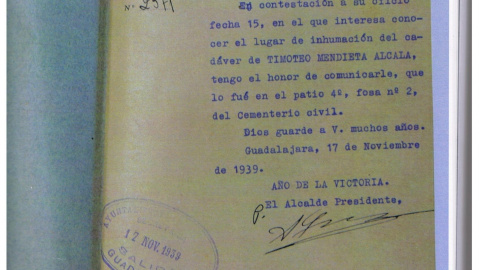 En contestación a su oficio
Nº 2571
fecha 15, en el que interesa cono-
cer el lugar de inhumación del ca-
dáver de TIMOTEO MENDIETA ALCALA,
tengo el honor de comunicarle, que
lo fué en el patio 4º, fosa nº 2,
del Cementerio civil.
Dios guarde a V. muchos años.
Guadalajara, 17 de Noviembre
de 1939.
AÑO DE LA VICTORIA.
El Alcalde Presidente,
P.
12 NOV. 1939